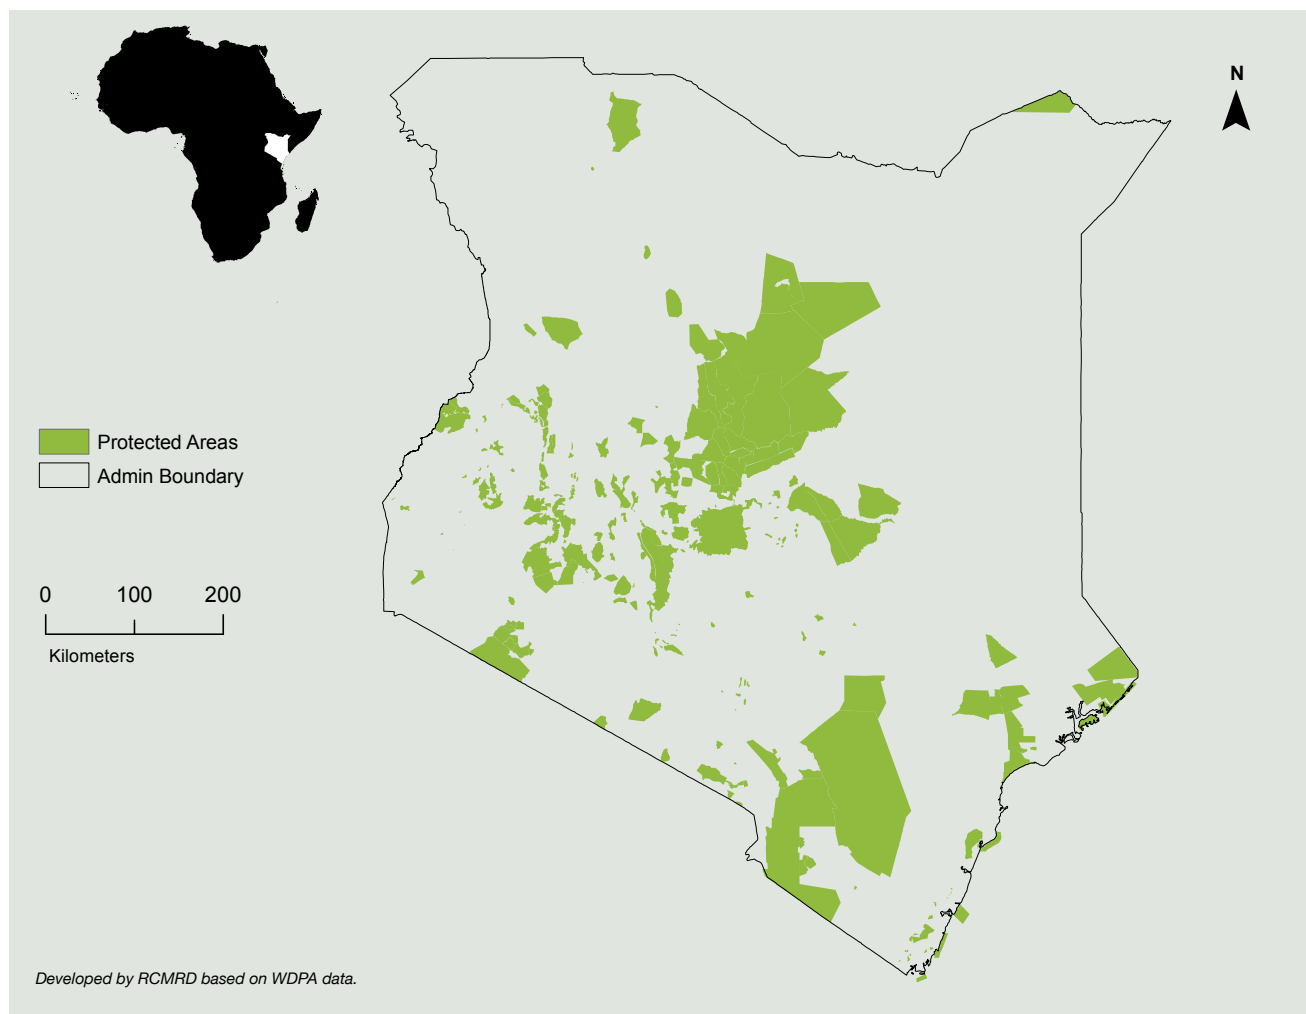 N
Protected Areas
Admin Boundary
0 100 200
Kilometers
Developed by RCMRD based on WDPA data.